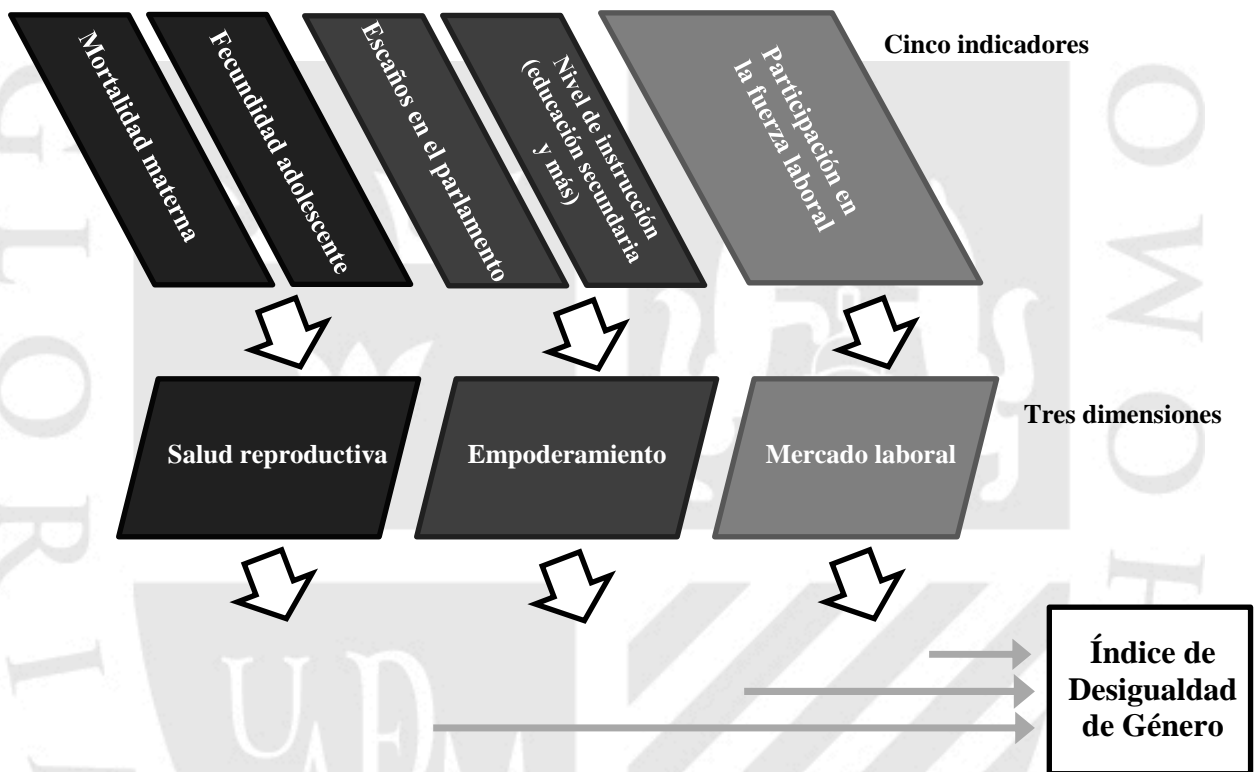 Cinco indicadores
Mortalidad materna
Fecundidad adolescente
Escaños en el parlamento
Nivel de instrucción
(educación secundaria
y más)
Participación en
la fuerza laboral
Tres dimensiones
Salud reproductiva
Empoderamiento
Mercado laboral
Índice de
Desigualdad
de Género